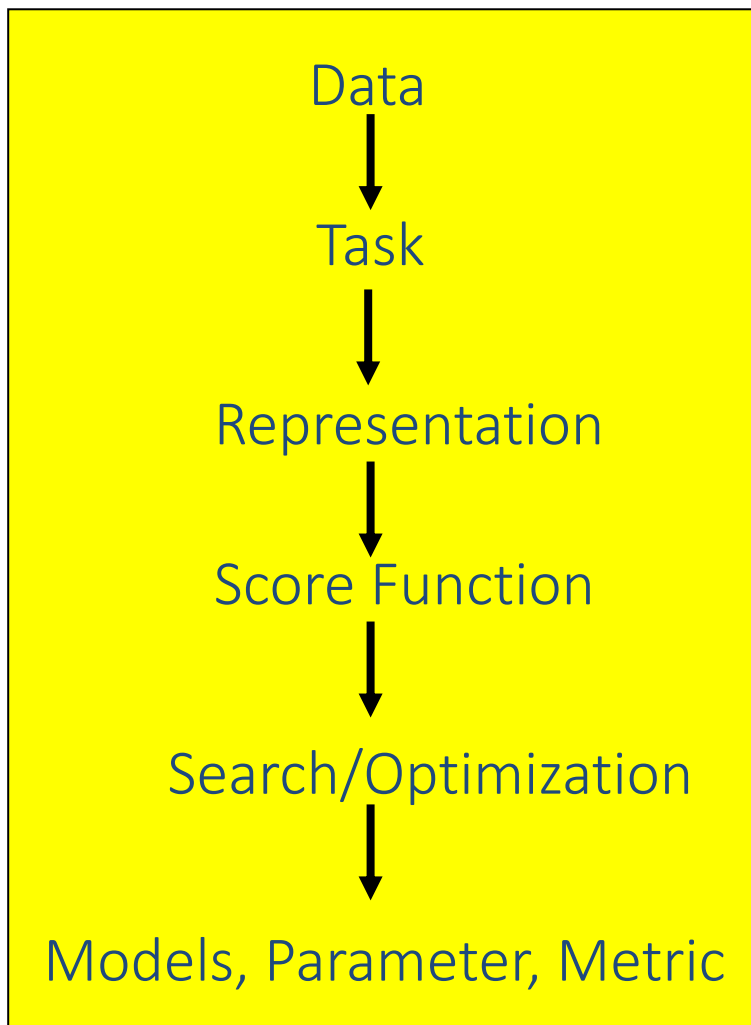 Data
Task
Representation
Score Function
Search/Optimization
Models, Parameter, Metric